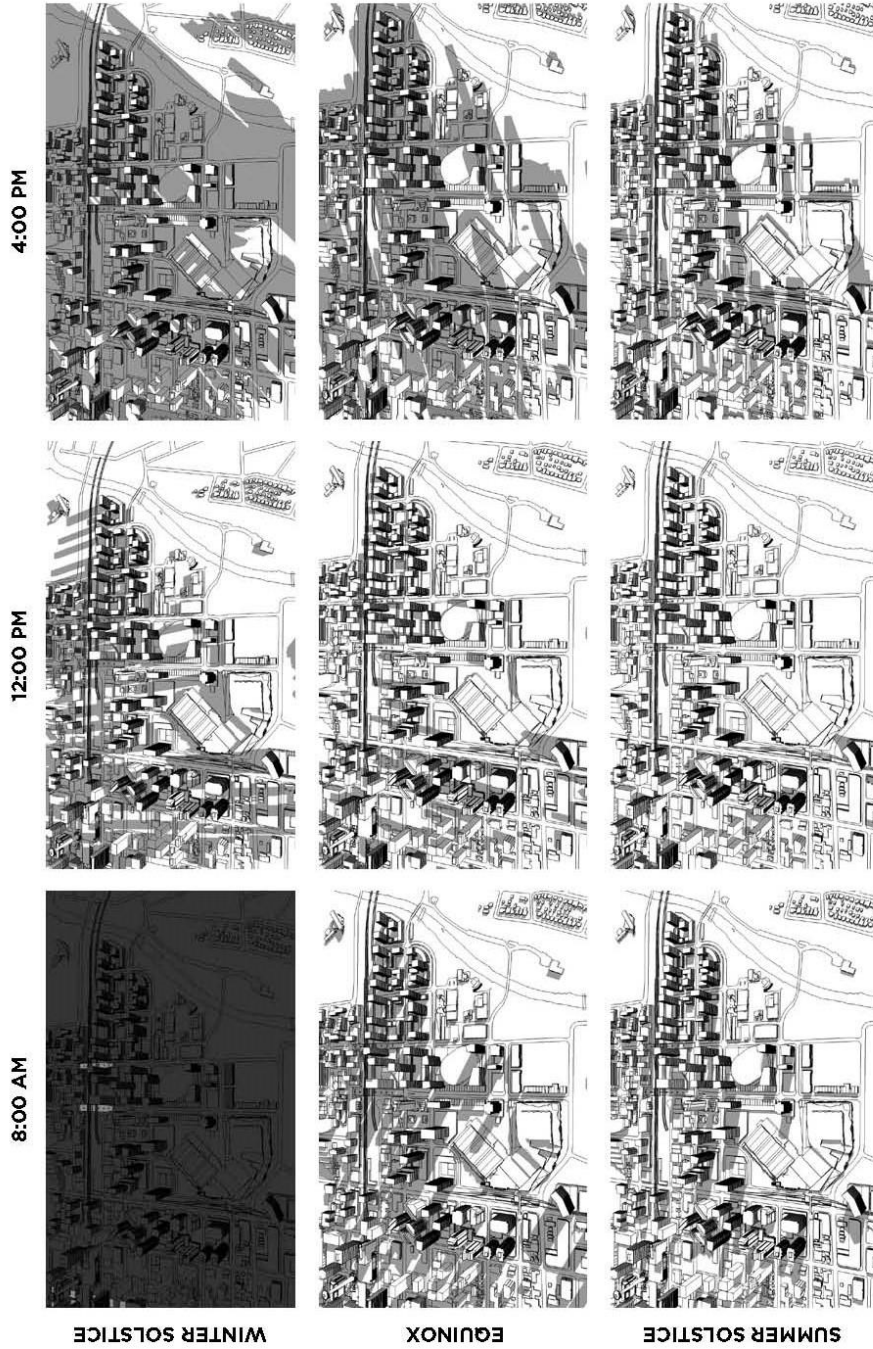 8:00 AM
12:00 PM
4:00 PM
WINTER SOLSTICE
EQUINOX
SUMMER SOLSTICE